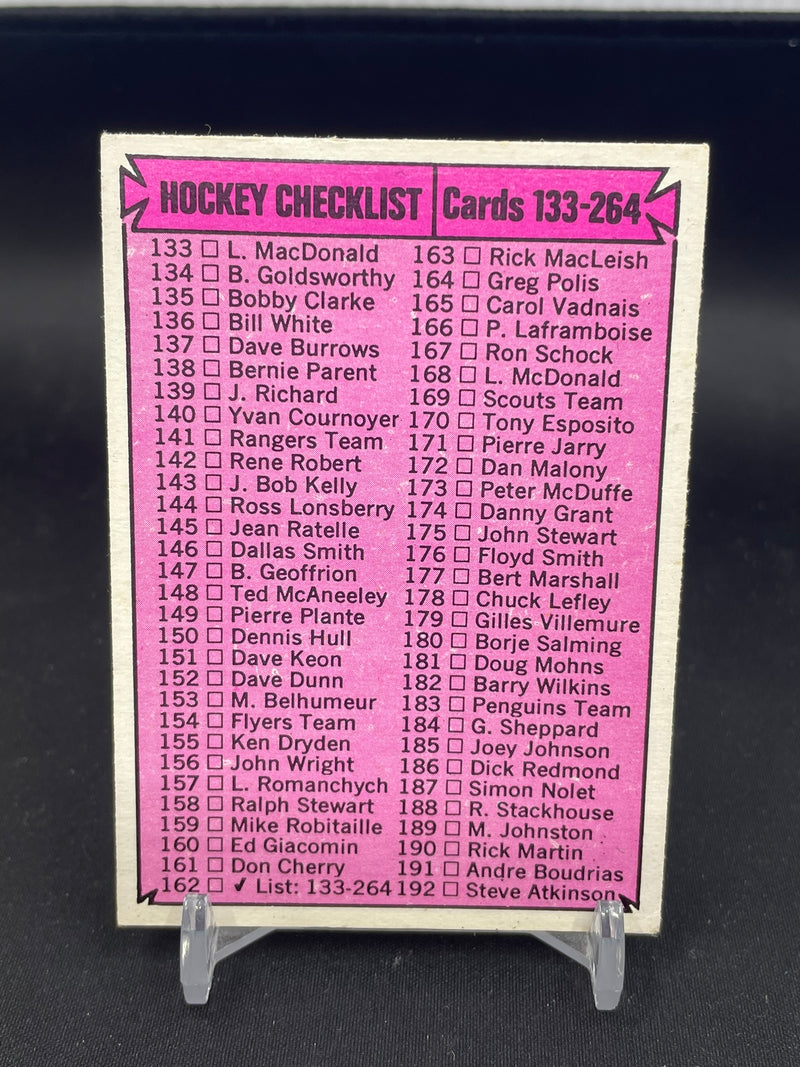 HOCKEY CHECKLIST Cards 133-264
133 □ L. MacDonald
134 □ B. Goldsworthy
135 □ Bobby Clarke
136 □ Bill White
137 □ Dave Burrows
138 □ Bernie Parent
139 □ J. Richard
140 □ Yvan Cournoyer
141 □ Rangers Team
142 □ Rene Robert
143 □ J. Bob Kelly
144 □ Ross Lonsberry
145 □ Jean Ratelle
146 □ Dallas Smith
147 □ B. Geoffrion
148 □ Ted McAneeley
149 □ Pierre Plante
150 □ Dennis Hull
151 □ Dave Keon
152 □ Dave Dunn
153 □ M. Belhumeur
154 □ Flyers Team
155 □ Ken Dryden
156 □ John Wright
157 □ L. Romanchych
158 □ Ralph Stewart
159 □ Mike Robitaille
160 □ Ed Giacomin
161 □ Don Cherry
162 □ ✓ List: 133-264
163 □ Rick MacLeish
164 □ Greg Polis
165 □ Carol Vadnais
166 □ P. Laframboise
167 □ Ron Schock
168 □ L. McDonald
169 □ Scouts Team
170 □ Tony Esposito
171 □ Pierre Jarry
172 □ Dan Malony
173 □ Peter McDuffe
174 □ Danny Grant
175 □ John Stewart
176 □ Floyd Smith
177 □ Bert Marshall
178 □ Chuck Lefley
179 □ Gilles Villemure
180 □ Borje Salming
181 □ Doug Mohns
182 □ Barry Wilkins
183 □ Penguins Team
184 □ G. Sheppard
185 □ Joey Johnson
186 □ Dick Redmond
187 □ Simon Nolet
188 □ R. Stackhouse
189 □ M. Johnston
190 □ Rick Martin
191 □ Andre Boudrias
192 □ Steve Atkinson